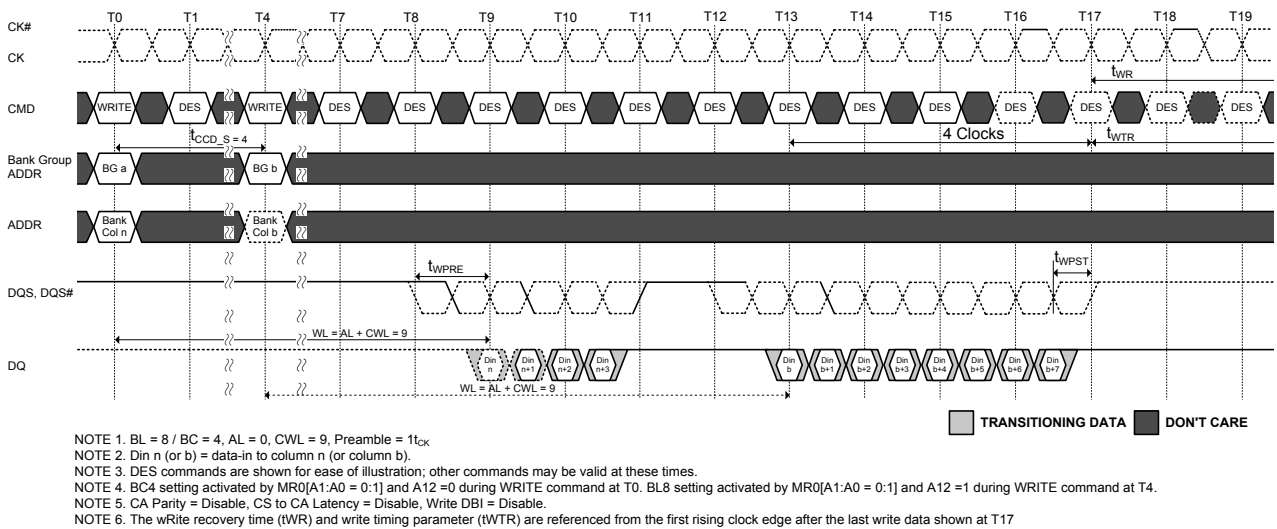 T0 T1 T4 T7 T8 T9 T10 T11 T12 T13 T14 T15 T16 T17 T18 T19
CK#
CK
tWR
CMD WRITE DES WRITE DES DES DES DES DES DES DES DES DES DES DES DES DES
tCCD_S = 4 4 Clocks tWTR
Bank Group
ADDR
BG a BG b
ADDR
Bank
Col n
Bank
Col b
tWPRE tWPST
DQS, DQS#
WL = AL + CWL = 9
DQ
Din
n
Din
n+1
Din
n+2
Din
n+3
Din
b
Din
b+1
Din
b+2
Din
b+3
Din
b+4
Din
b+5
Din
b+6
Din
b+7
WL = AL + CWL = 9
TRANSITIONING DATA DON'T CARE
NOTE 1. BL = 8 / BC = 4, AL = 0, CWL = 9, Preamble = 1tCK
NOTE 2. Din n (or b) = data-in to column n (or column b).
NOTE 3. DES commands are shown for ease of illustration; other commands may be valid at these times.
NOTE 4. BC4 setting activated by MR0[A1:A0 = 0:1] and A12 =0 during WRITE command at T0. BL8 setting activated by MR0[A1:A0 = 0:1] and A12 =1 during WRITE command at T4.
NOTE 5. CA Parity = Disable, CS to CA Latency = Disable, Write DBI = Disable.
NOTE 6. The wRite recovery time (tWR) and write timing parameter (tWTR) are referenced from the first rising clock edge after the last write data shown at T17